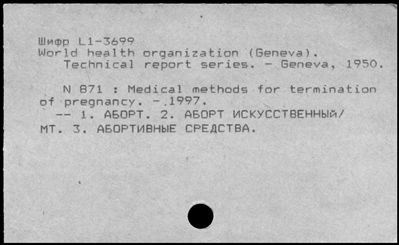 Шифр L1-3699
World health organization (Geneva).
Technical report series. - Geneva, 1950.
N 871 : Medical methods for termination
of pregnancy. - .1997.
-- 1. АБОРТ. 2. АБОРТ ИСКУССТВЕННЫЙ/
МТ. 3. АБОРТИВНЫЕ СРЕДСТВА.